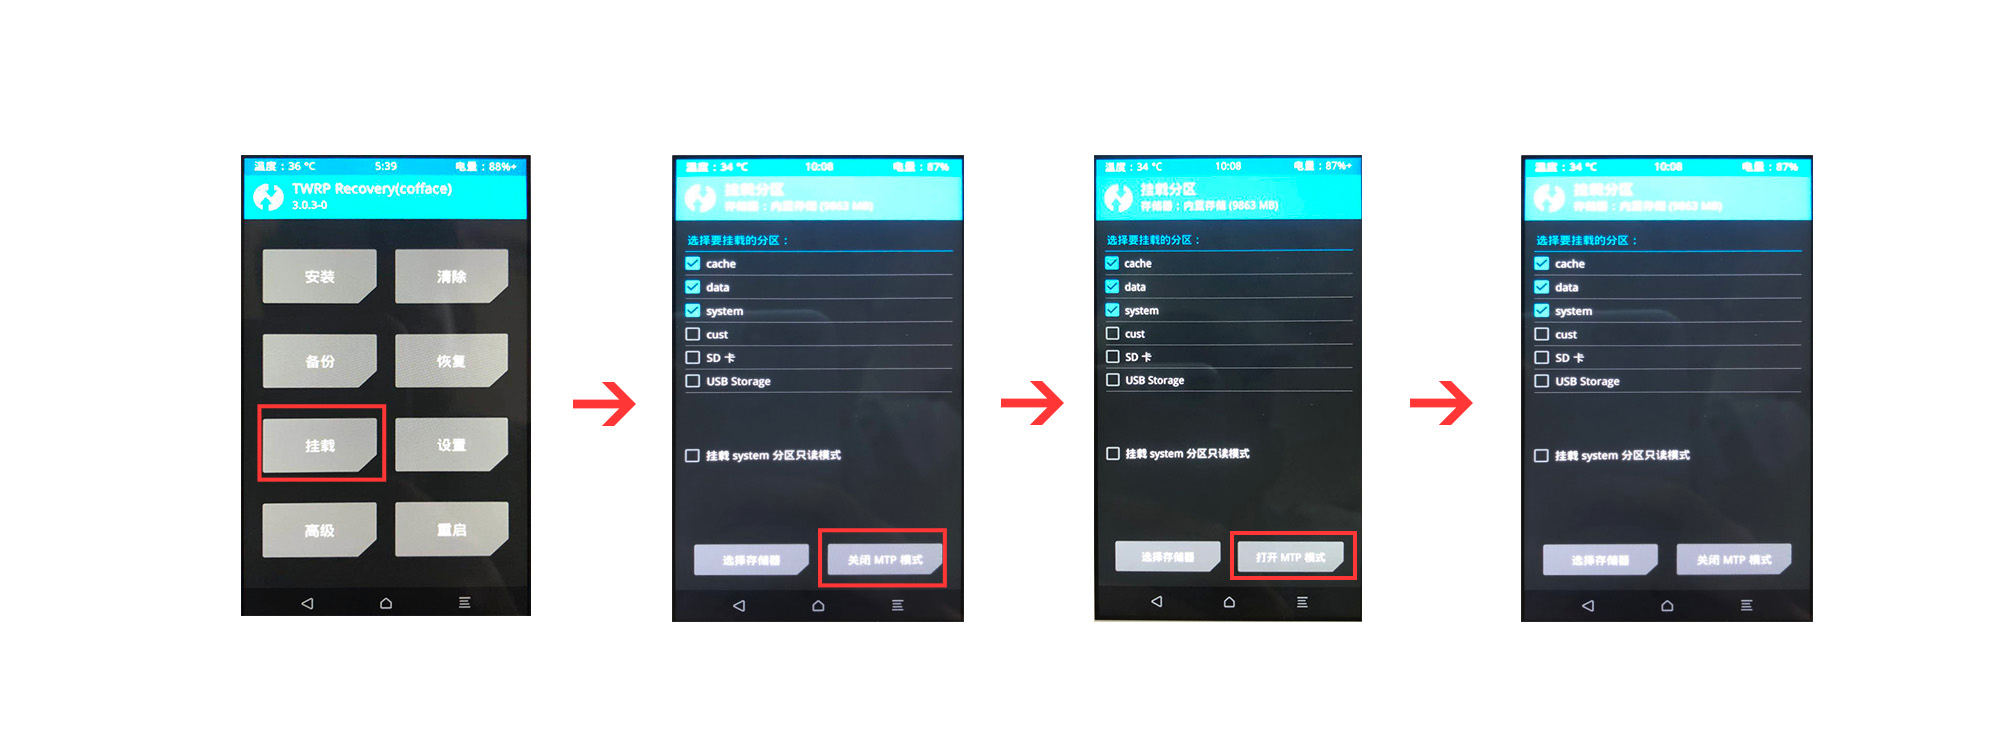 温度：36 °C 5:39 电量：88%+
TWRP Recovery(cofface)
3.0.3-0
安装 清除
备份 恢复
挂载 设置
高级 重启
温度：34 °C 10:08 电量：87%
挂载分区
存储器：内置存储 (9863 MB)
选择要挂载的分区：
cache
data
system
cust
SD 卡
USB Storage
挂载 system 分区只读模式
选择存储器 关闭 MTP 模式
温度：34 °C 10:08 电量：87%+
挂载分区
存储器：内置存储 (9863 MB)
选择要挂载的分区：
cache
data
system
cust
SD 卡
USB Storage
挂载 system 分区只读模式
选择存储器 打开 MTP 模式
温度：34 °C 10:08 电量：87%
挂载分区
存储器：内置存储 (9863 MB)
选择要挂载的分区：
cache
data
system
cust
SD 卡
USB Storage
挂载 system 分区只读模式
选择存储器 关闭 MTP 模式